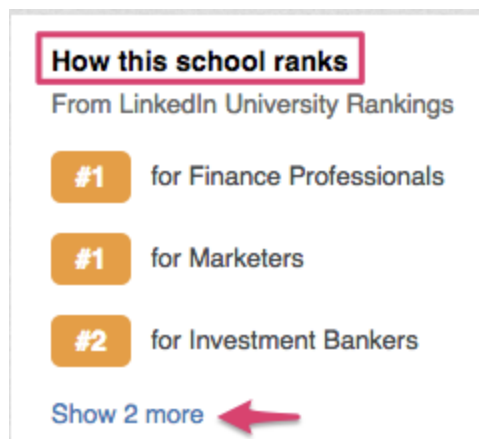 How this school ranks
From LinkedIn University Rankings
#1 for Finance Professionals
#1 for Marketers
#2 for Investment Bankers
Show 2 more